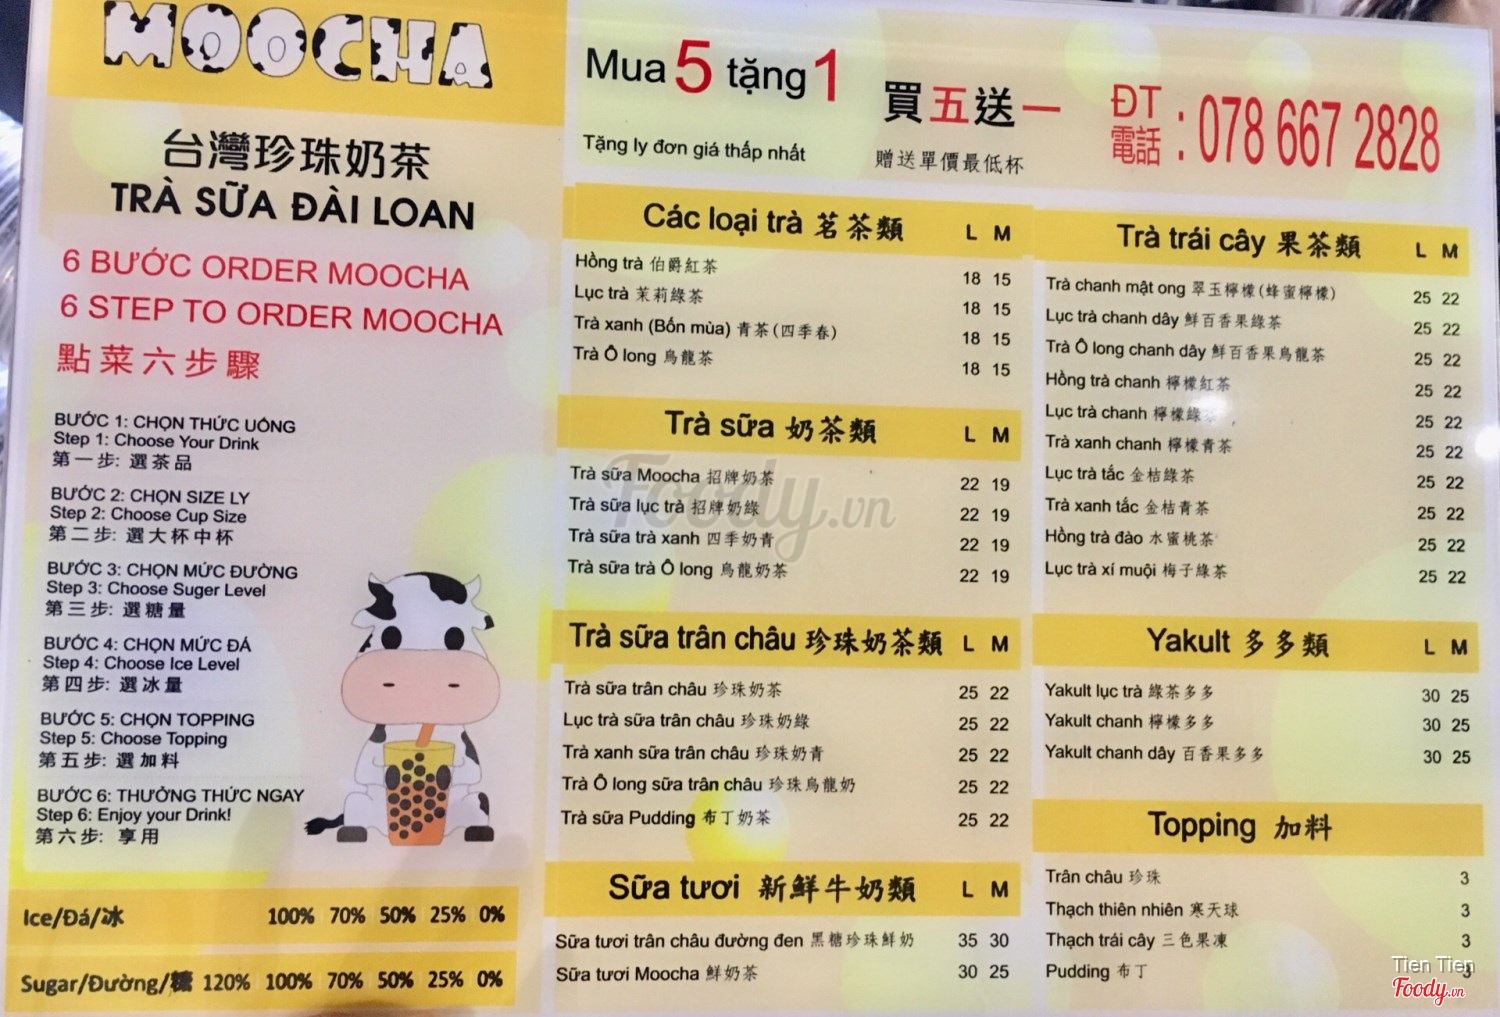 MOOCHA
台灣珍珠奶茶
TRÀ SỮA ĐÀI LOAN
6 BƯỚC ORDER MOOCHA
6 STEP TO ORDER MOOCHA
點菜六步驟
BƯỚC 1: CHỌN THỨC UỐNG
Step 1: Choose Your Drink
第一步: 選茶品
BƯỚC 2: CHỌN SIZE LY
Step 2: Choose Cup Size
第二步: 選大杯中杯
BƯỚC 3: CHỌN MỨC ĐƯỜNG
Step 3: Choose Suger Level
第三步: 選糖量
BƯỚC 4: CHỌN MỨC ĐÁ
Step 4: Choose Ice Level
第四步: 選冰量
BƯỚC 5: CHỌN TOPPING
Step 5: Choose Topping
第五步: 選加料
BƯỚC 6: THƯỞNG THỨC NGAY
Step 6: Enjoy your Drink!
第六步: 享用
Ice/Đá/冰 100% 70% 50% 25% 0%
Sugar/Đường/糖 120% 100% 70% 50% 25% 0%
Mua 5 tặng 1 買五送一
Tặng ly đơn giá thấp nhất 贈送單價最低杯
ĐT
電話 : 078 667 2828
Các loại trà 茗茶類 L M
Hồng trà 伯爵紅茶 18 15
Lục trà 茉莉綠茶 18 15
Trà xanh (Bốn mùa) 青茶(四季春) 18 15
Trà Ô long 烏龍茶 18 15
Trà sữa 奶茶類 L M
Trà sữa Moocha 招牌奶茶 22 19
Trà sữa lục trà 招牌奶綠 22 19
Trà sữa trà xanh 四季奶青 22 19
Trà sữa trà Ô long 烏龍奶茶 22 19
Trà sữa trân châu 珍珠奶茶類 L M
Trà sữa trân châu 珍珠奶茶 25 22
Lục trà sữa trân châu 珍珠奶綠 25 22
Trà xanh sữa trân châu 珍珠奶青 25 22
Trà Ô long sữa trân châu 珍珠烏龍奶 25 22
Trà sữa Pudding 布丁奶茶 25 22
Sữa tươi 新鮮牛奶類 L M
Sữa tươi trân châu đường đen 黑糖珍珠鮮奶 35 30
Sữa tươi Moocha 鮮奶茶 30 25
Trà trái cây 果茶類 L M
Trà chanh mật ong 翠玉檸檬(蜂蜜檸檬) 25 22
Lục trà chanh dây 鮮百香果綠茶 25 22
Trà Ô long chanh dây 鮮百香果烏龍茶 25 22
Hồng trà chanh 檸檬紅茶 25 22
Lục trà chanh 檸檬綠茶 25 22
Trà xanh chanh 檸檬青茶 25 22
Lục trà tắc 金桔綠茶 25 22
Trà xanh tắc 金桔青茶 25 22
Hồng trà đào 水蜜桃茶 25 22
Lục trà xí muội 梅子綠茶 25 22
Yakult 多多類 L M
Yakult lục trà 綠茶多多 30 25
Yakult chanh 檸檬多多 30 25
Yakult chanh dây 百香果多多 30 25
Topping 加料
Trân châu 珍珠 3
Thạch thiên nhiên 寒天球 3
Thạch trái cây 三色果凍 3
Pudding 布丁 3
Foody.vn
Tien Tien
Foody.vn